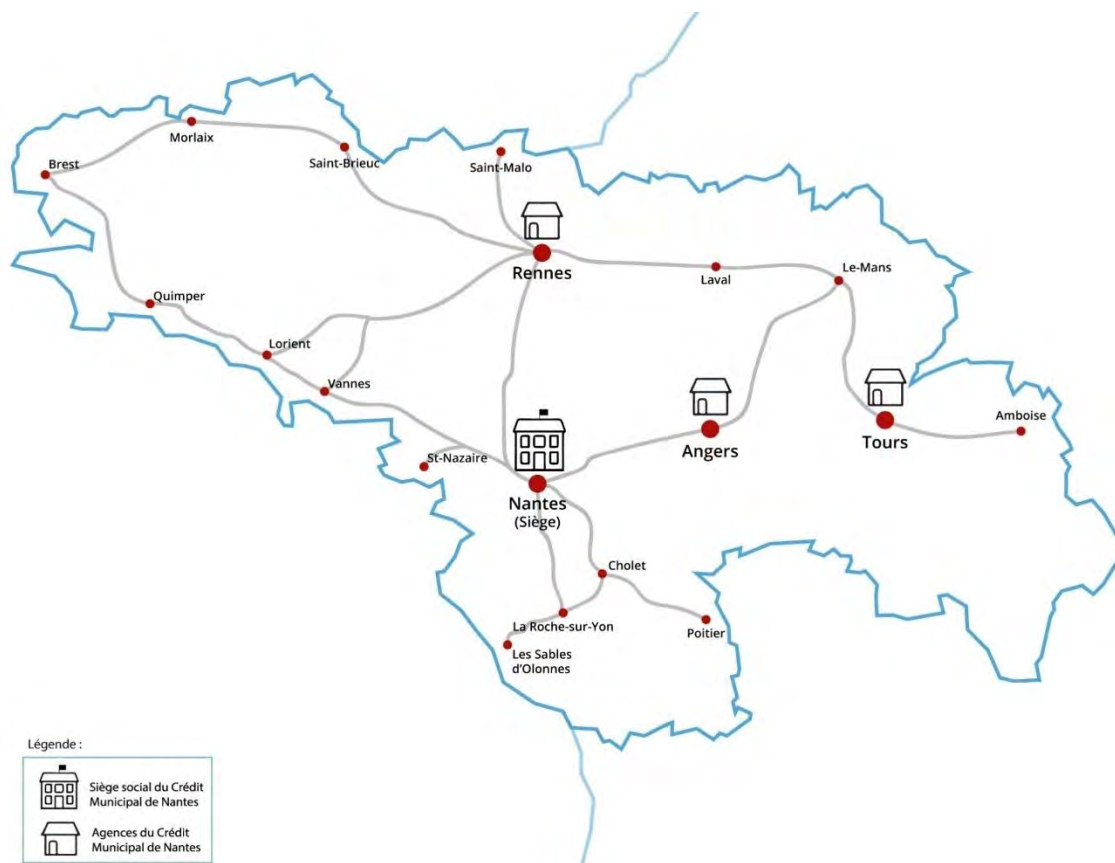 Morlaix
Brest
Saint-Brieuc
Saint-Malo
Rennes
Laval
Le-Mans
Quimper
Lorient
Vannes
St-Nazaire
Nantes
(Siège)
Angers
Tours
Amboise
Cholet
La Roche-sur-Yon
Poitier
Les Sables
d'Olonnes
Légende :
Siège social du Crédit
Municipal de Nantes
Agences du Crédit
Municipal de Nantes